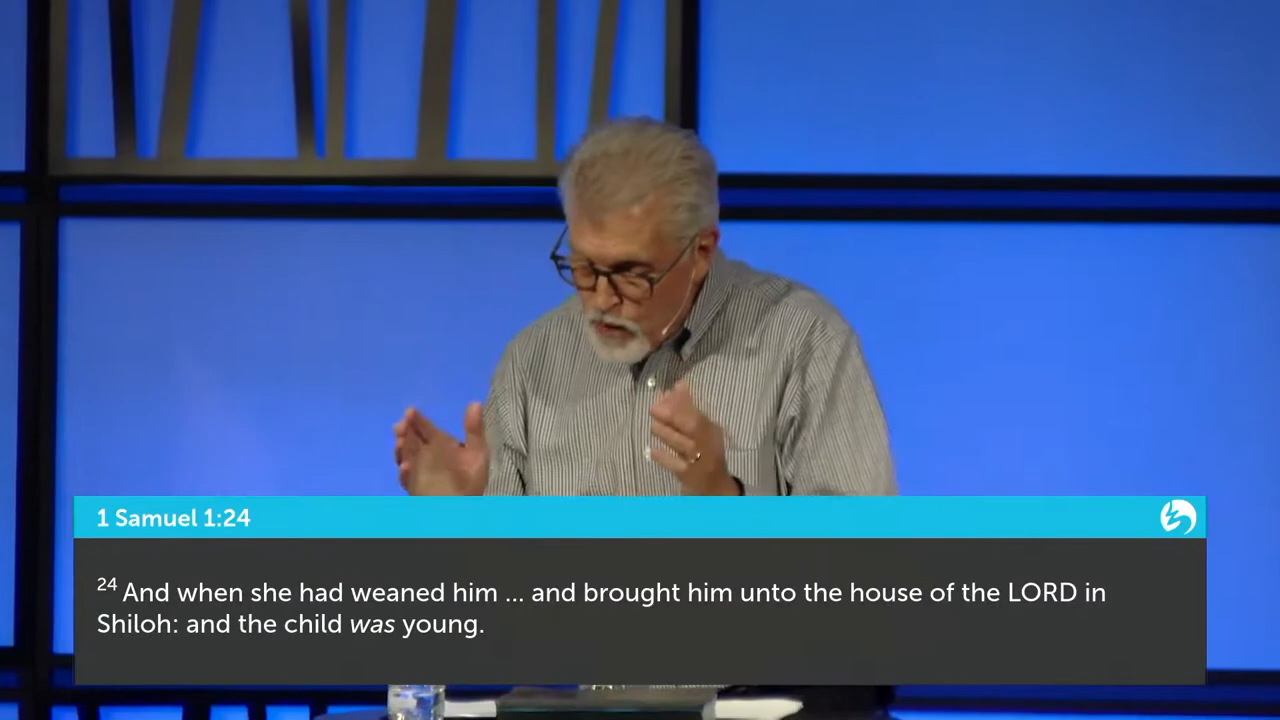 1 Samuel 1:24
24 And when she had weaned him ... and brought him unto the house of the LORD in
Shiloh: and the child was young.